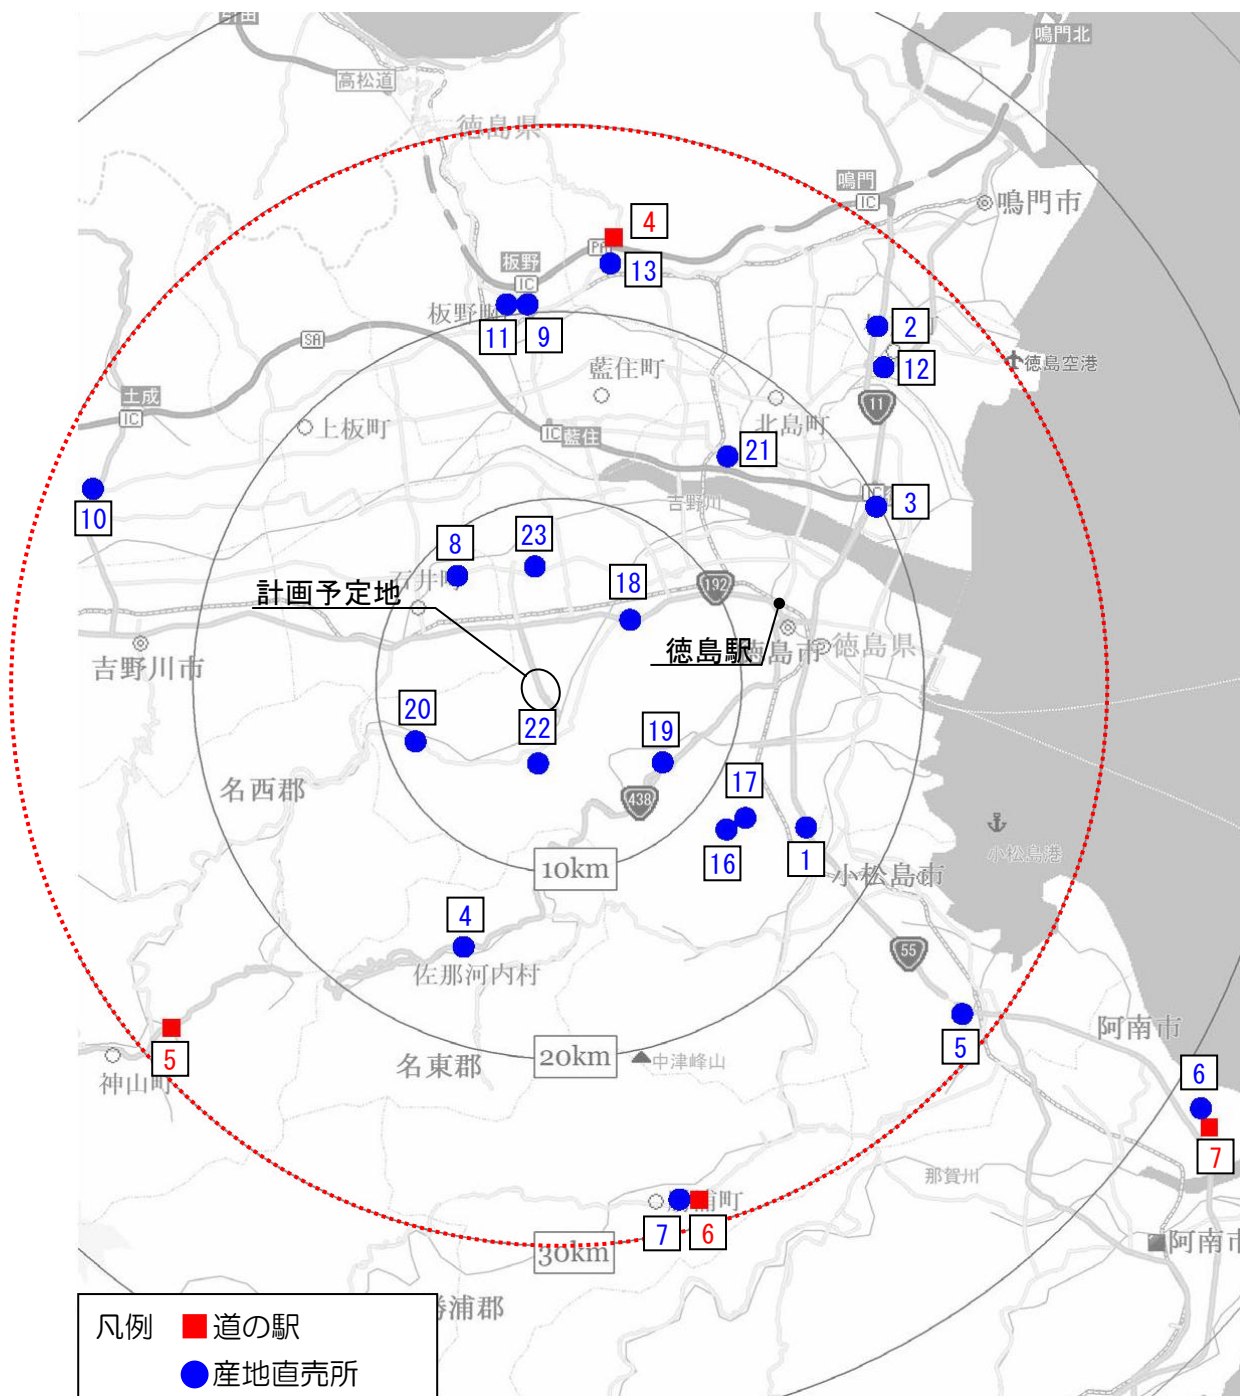 鳴門北
高松道
徳島県
鳴門
IC
鳴門市
4
PA
13
板野
IC
板野町
11
9
2
12
徳島空港
SA
藍住町
土成
IC
上板町
11
北島町
IC
藍住
21
10
吉野川
IC
3
8
23
石井町
18
192
計画予定地
徳島駅
徳島市
徳島県
吉野川市
20
22
19
名西郡
438
17
16
1
小松島港
小松島市
10km
4
佐那河内村
55
5
阿南市
5
神山町
名東郡
20km
中津峰山
6
7
那賀川
7
6
30km
阿南市
勝浦郡
凡例
道の駅
産地直売所